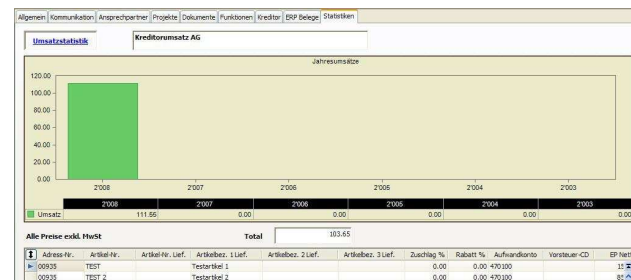 Allgemein Kommunikation Ansprechpartner Projekte Dokumente Funktionen Kreditor ERP Belege Statistiken
Umsatzstatistik Kreditorumsatz AG
Jahresumsätze
120.00
100.00
80.00
60.00
40.00
20.00
0.00
2'008 2'007 2'006 2'005 2'004 2'003
2'008 2'007 2'006 2'005 2'004 2'003
Umsatz 111.55 0.00 0.00 0.00 0.00 0.00
Alle Preise exkl. MwSt Total 103.65
Adress-Nr. Artikel-Nr. Artikel-Nr. Lief. Artikelbez. 1 Lief. Artikelbez. 2 Lief. Artikelbez. 3 Lief. Zuschlag % Rabatt % Aufwandkonto Vorsteuer-CD EP Nett
00935 TEST Testartikel 1 0.00 0.00 470100
00935 TEST 2 Testartikel 2 0.00 0.00 470100